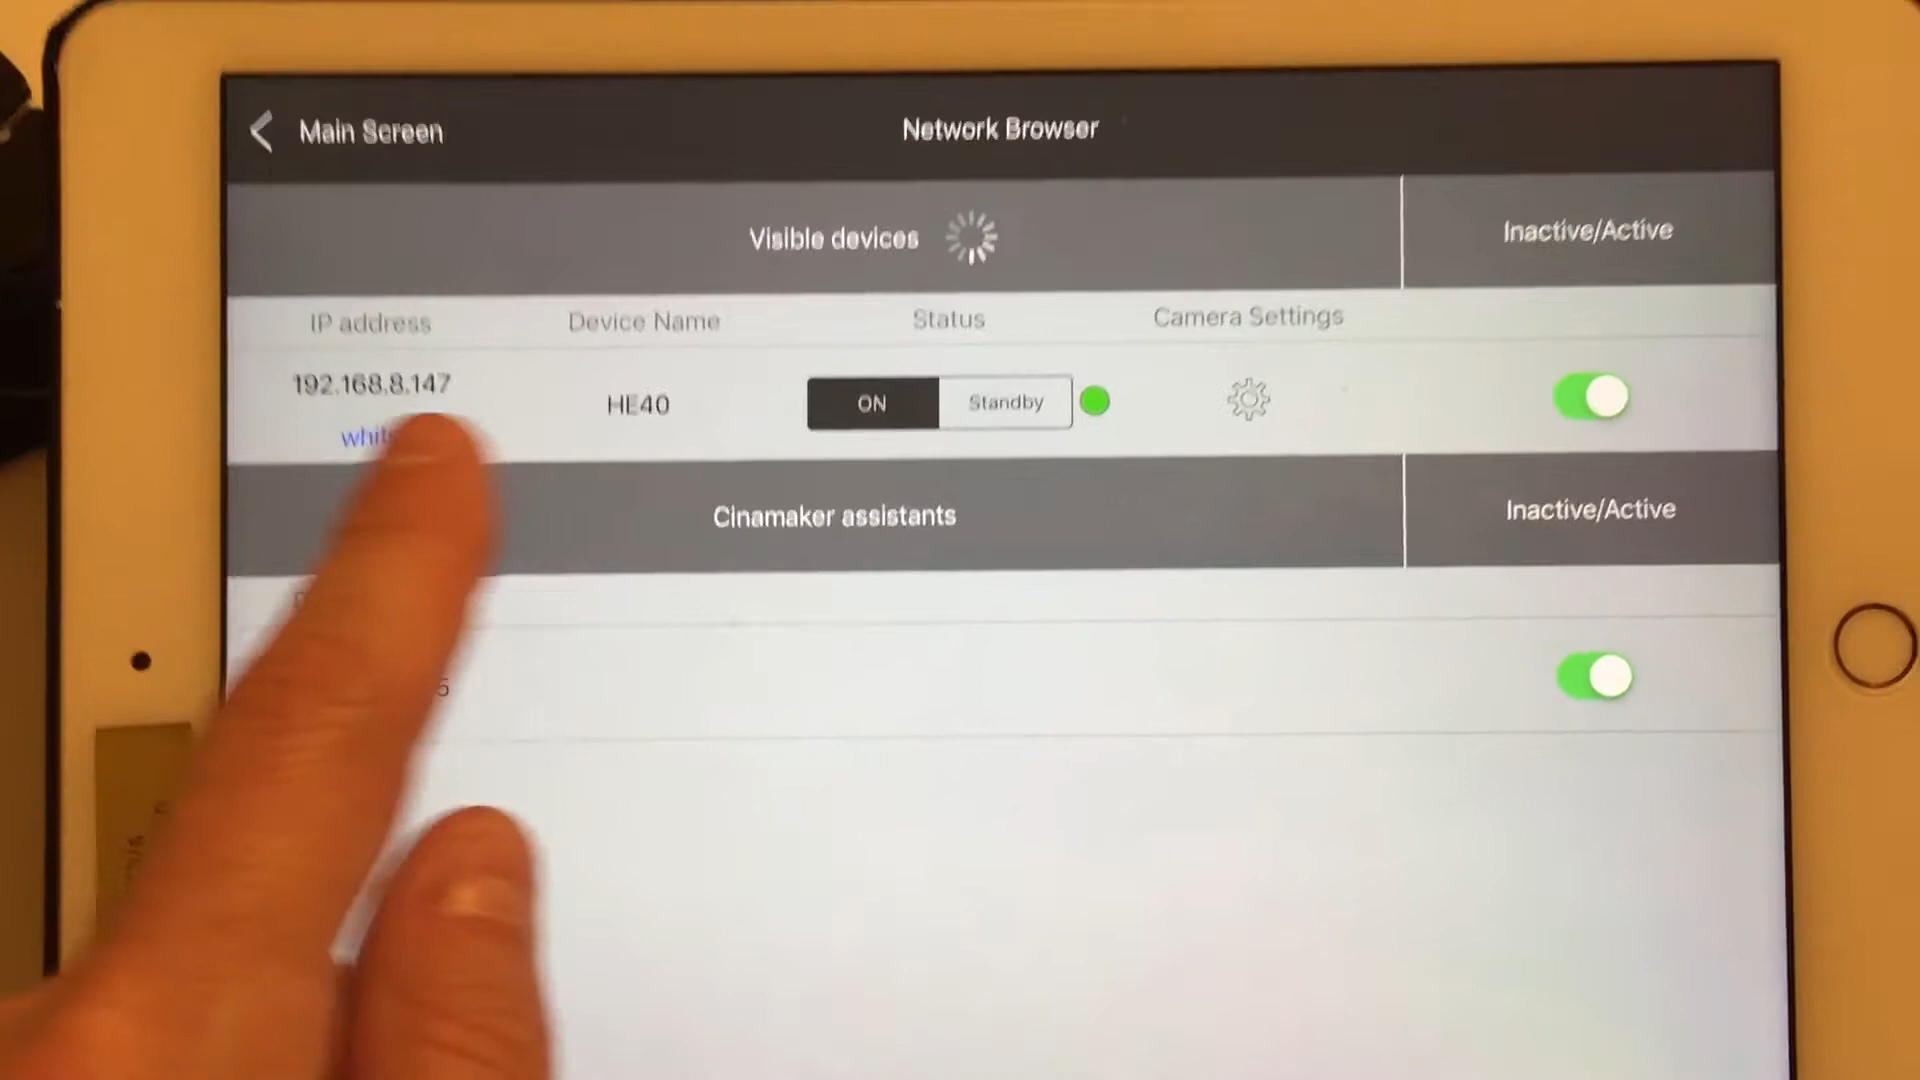 Main Screen
Network Browser
Visible devices
Inactive/Active
IP address
Device Name
Status
Camera Settings
192.168.8.147
HE40
ON
Standby
Cinamaker assistants
Inactive/Active
5